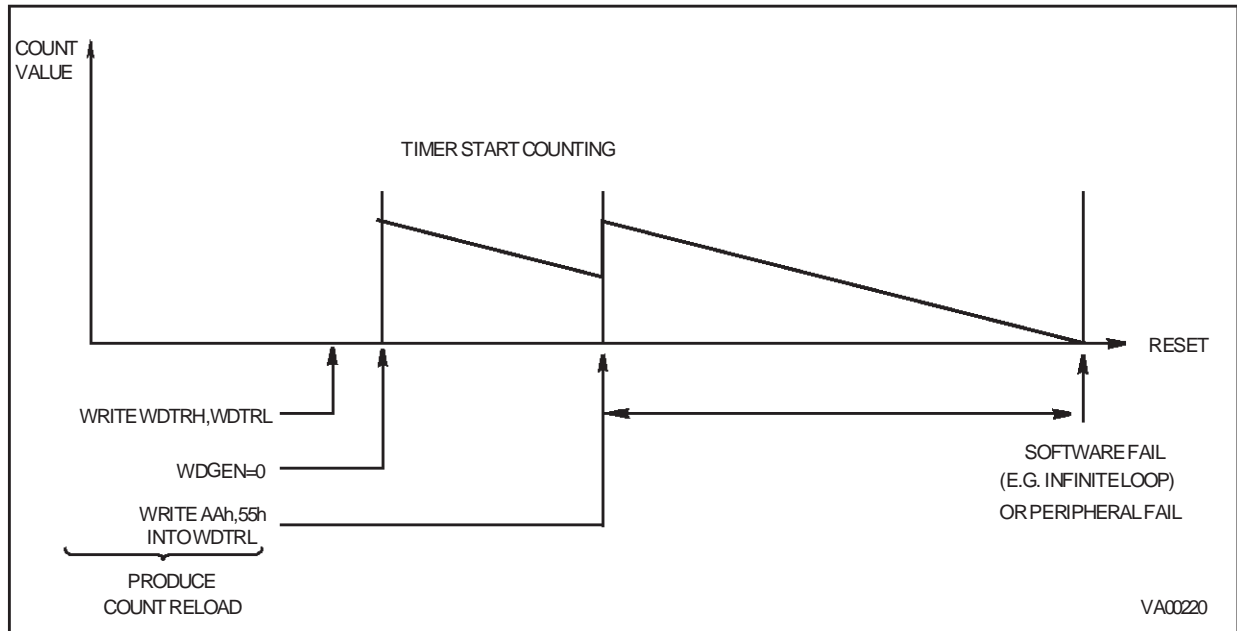 COUNT
VALUE
TIMER START COUNTING
RESET
WRITE WDTRH,WDTRL
WDGEN=0
WRITE AAh,55h
INTO WDTRL
PRODUCE
COUNT RELOAD
SOFTWARE FAIL
(E.G. INFINITE LOOP)
OR PERIPHERAL FAIL
VA00220